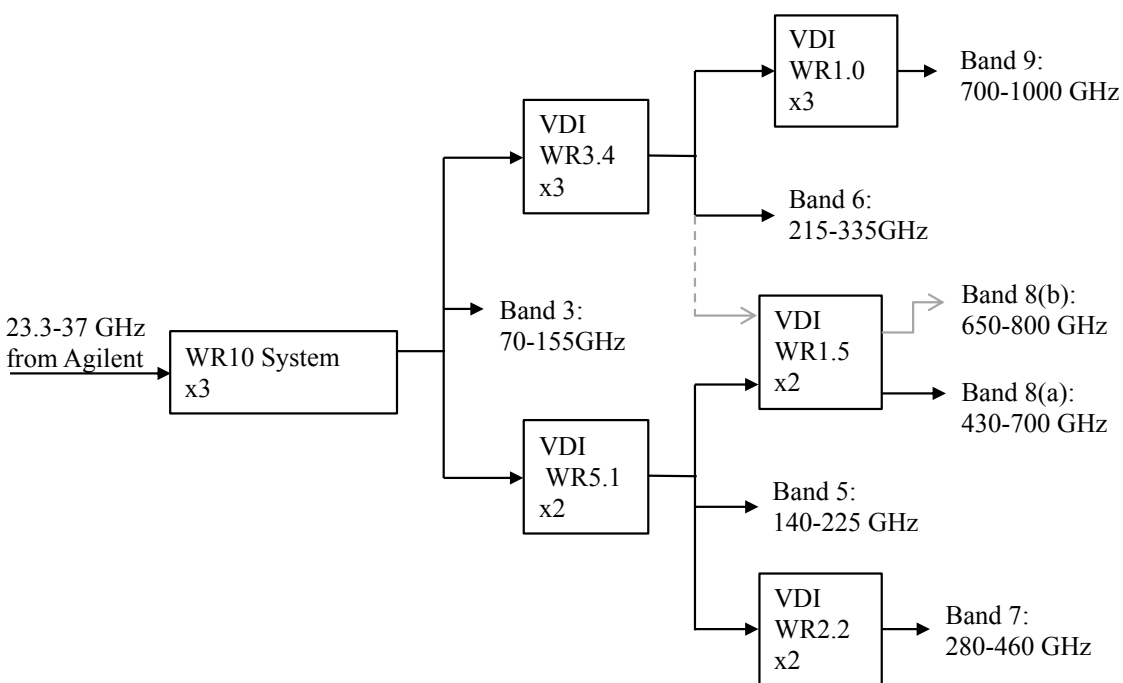 VDI
WR1.0
x3
Band 9:
700-1000 GHz
VDI
WR3.4
x3
Band 6:
215-335GHz
23.3-37 GHz
from Agilent
WR10 System
x3
Band 3:
70-155GHz
VDI
WR1.5
x2
Band 8(b):
650-800 GHz
Band 8(a):
430-700 GHz
VDI
WR5.1
x2
Band 5:
140-225 GHz
VDI
WR2.2
x2
Band 7:
280-460 GHz